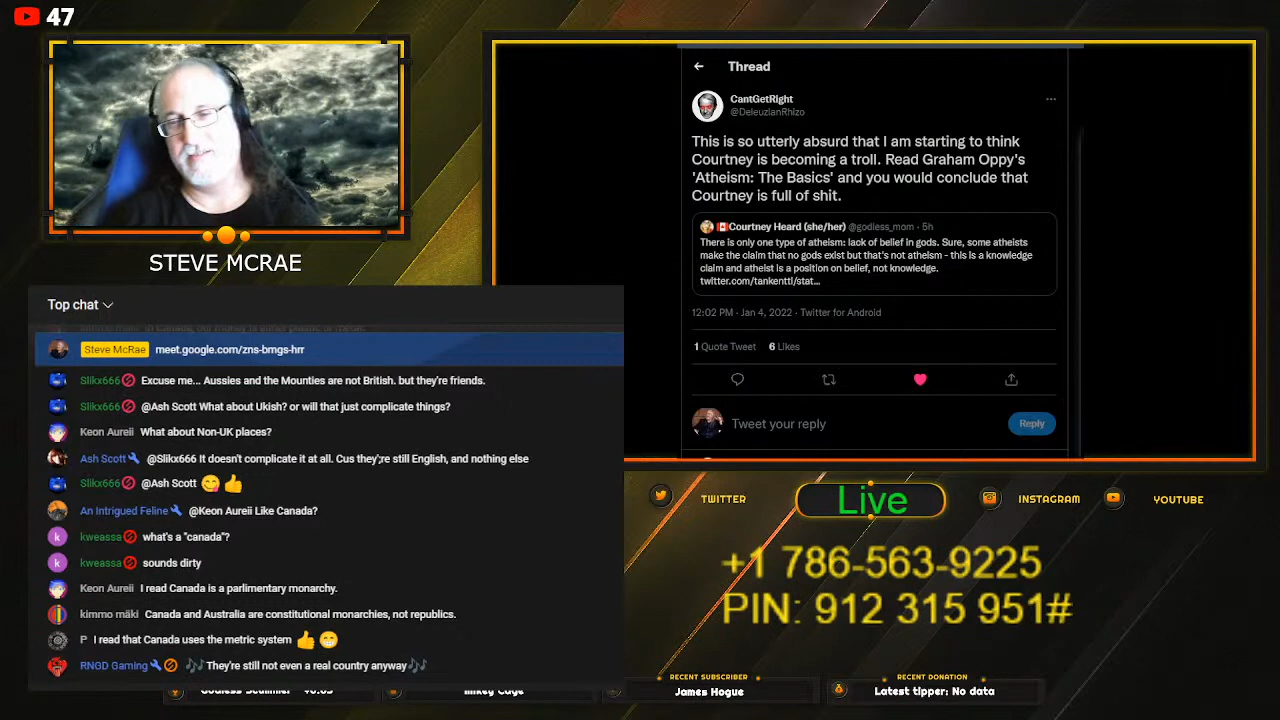 47
STEVE MCRAE
Top chat
Steve McRae meet.google.com/zns-bmgs-hrr
Slikx666 Excuse me... Aussies and the Mounties are not British. but they're friends.
Slikx666 @Ash Scott What about Ukish? or will that just complicate things?
Keon Aureii What about Non-UK places?
Ash Scott @Slikx666 It doesn't complicate it at all. Cus they;re still English, and nothing else
Slikx666 @Ash Scott 😋👍
An Intrigued Feline @Keon Aureii Like Canada?
k kweassa what's a "canada"?
k kweassa sounds dirty
Keon Aureii I read Canada is a parlimentary monarchy.
kimmo mäki Canada and Australia are constitutional monarchies, not republics.
P I read that Canada uses the metric system 👍😁
RNGD Gaming 🎶They're still not even a real country anyway🎶
Thread
CantGetRight
@DeleuzianRhizo
This is so utterly absurd that I am starting to think
Courtney is becoming a troll. Read Graham Oppy's
'Atheism: The Basics' and you would conclude that
Courtney is full of shit.
Courtney Heard (she/her) @godless_mom · 5h
There is only one type of atheism: lack of belief in gods. Sure, some atheists
make the claim that no gods exist but that's not atheism - this is a knowledge
claim and atheist is a position on belief, not knowledge.
twitter.com/tankentti/stat...
12:02 PM · Jan 4, 2022 · Twitter for Android
1 Quote Tweet 6 Likes
Tweet your reply Reply
TWITTER Live INSTAGRAM YOUTUBE
+1 786-563-9225
PIN: 912 315 951#
RECENT SUBSCRIBER
James Hogue
RECENT DONATION
Latest tipper: No data